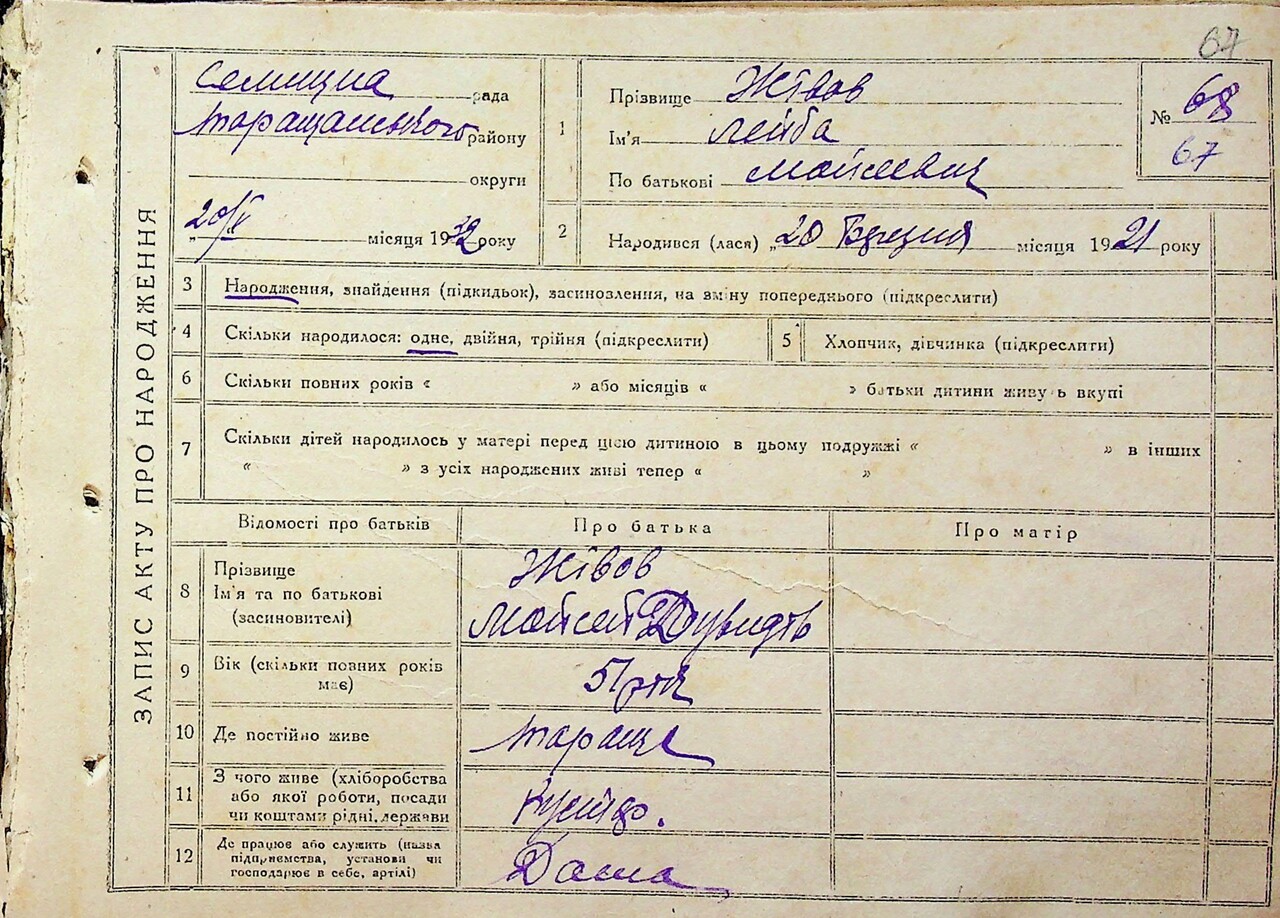 67
ЗАПИС АКТУ ПРО НАРОДЖЕННЯ
Селищна рада
Таращанського району
округи
20/V місяця 1932 року
1
Прізвище Жівов
Ім'я Лейба
По батькові Мойсеевич
№ 68
67
2 Народився (лася) „20 Березня місяця 1921 року
3 Народження, знайдення (підкидьок), засиновлення, на зміну попереднього (підкреслити)
4 Скільки народилося: одне, двійня, трійня (підкреслити)
5 Хлопчик, дівчинка (підкреслити)
6 Скільки повних років « » або місяців « » батьки дитини живуть вкупі
7 Скільки дітей народилось у матері перед цією дитиною в цьому подружжі « » в інших
« » з усіх народжених живі тепер « »
Відомості про батьків Про батька Про матір
8 Прізвище
Ім'я та по батькові
(засиновителі)
Жівов
Мойсей
9 Вік (скільки повних років
має)
51
10 Де постійно живе Тараща
11 З чого живе (хліборобства
або якої роботи, посади
чи коштами рідні, держави
12 Де працює або служить (назва
підприємства, установи чи
господарює в себе, артілі)
Дома